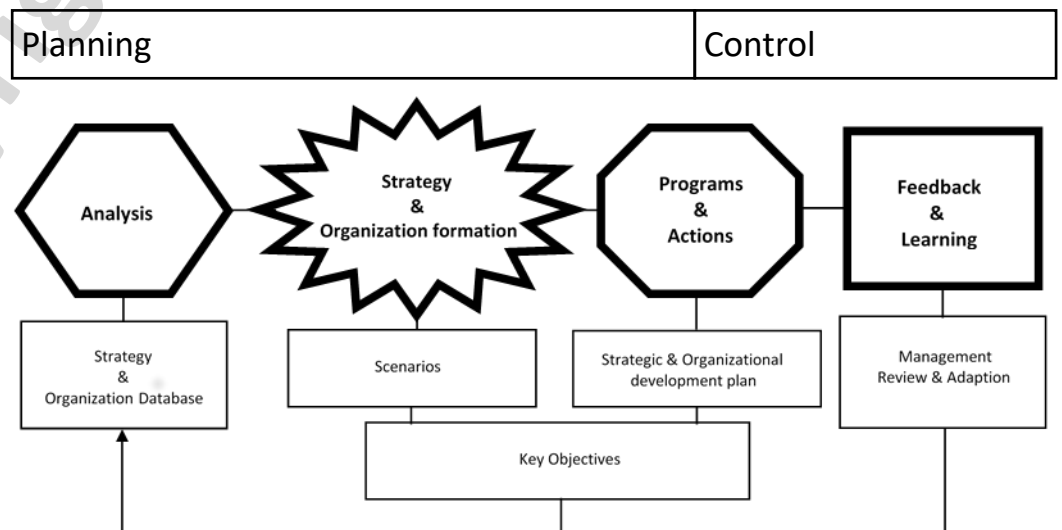 Planning
Control
Analysis
Strategy
&
Organization formation
Programs
&
Actions
Feedback
&
Learning
Strategy
&
Organization Database
Scenarios
Strategic & Organizational
development plan
Management
Review & Adaption
Key Objectives